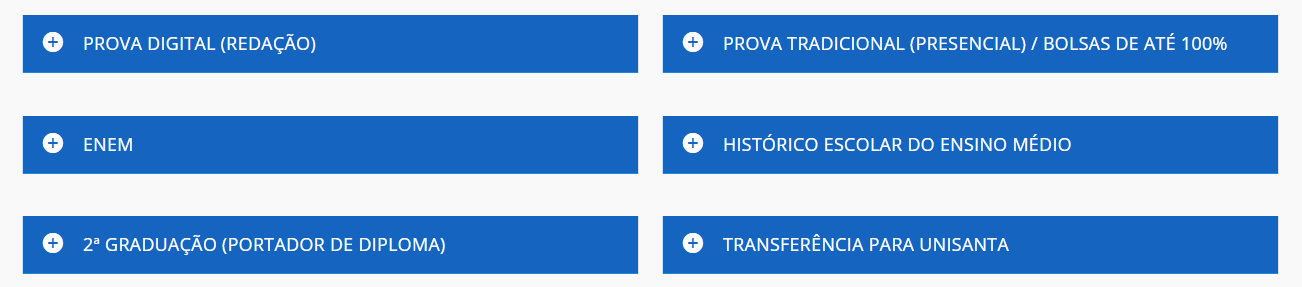 PROVA DIGITAL (REDAÇÃO)
PROVA TRADICIONAL (PRESENCIAL) / BOLSAS DE ATÉ 100%
ENEM
HISTÓRICO ESCOLAR DO ENSINO MÉDIO
2ª GRADUAÇÃO (PORTADOR DE DIPLOMA)
TRANSFERÊNCIA PARA UNISANTA